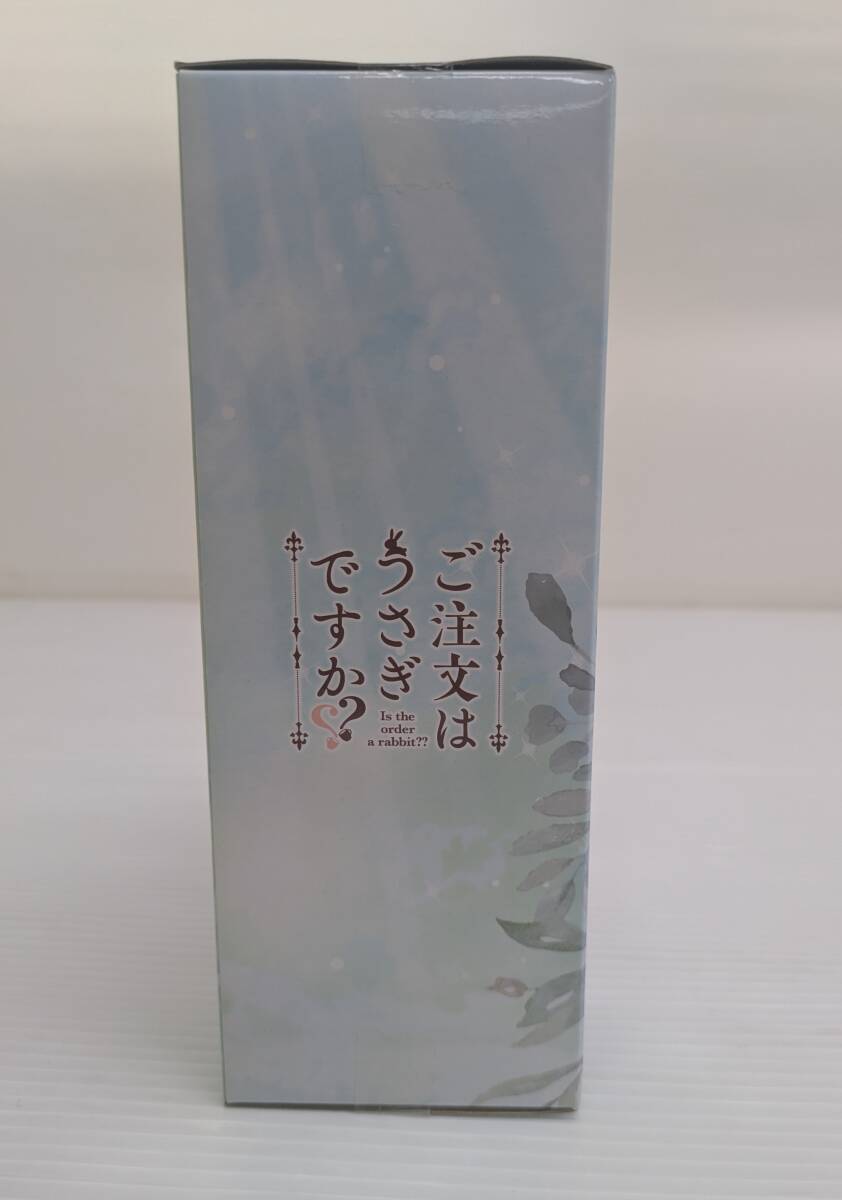 ご注文は
うさぎ
ですか??
Is the
order
a rabbit??